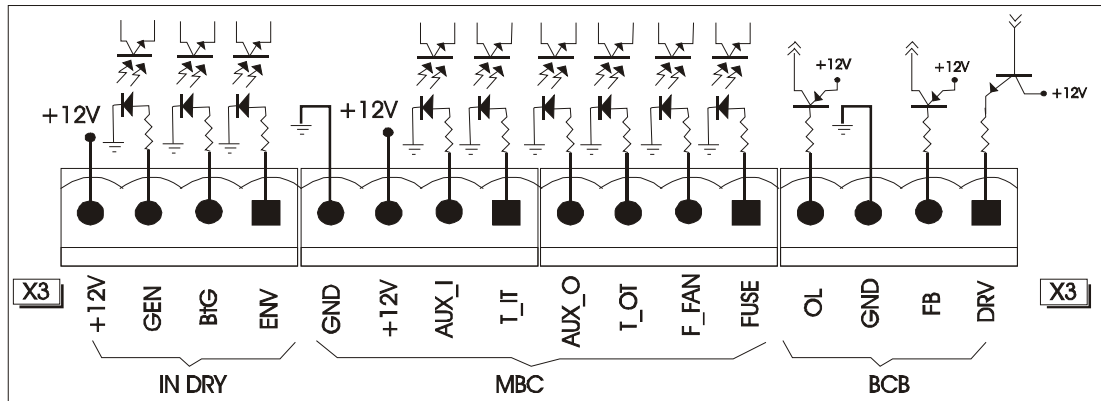 +12V +12V +12V +12V
+12V
X3 +12V GEN BtG ENV GND +12V AUX_I T_IT AUX_O T_OT F_FAN FUSE OL GND FB DRV X3
IN DRY MBC BCB